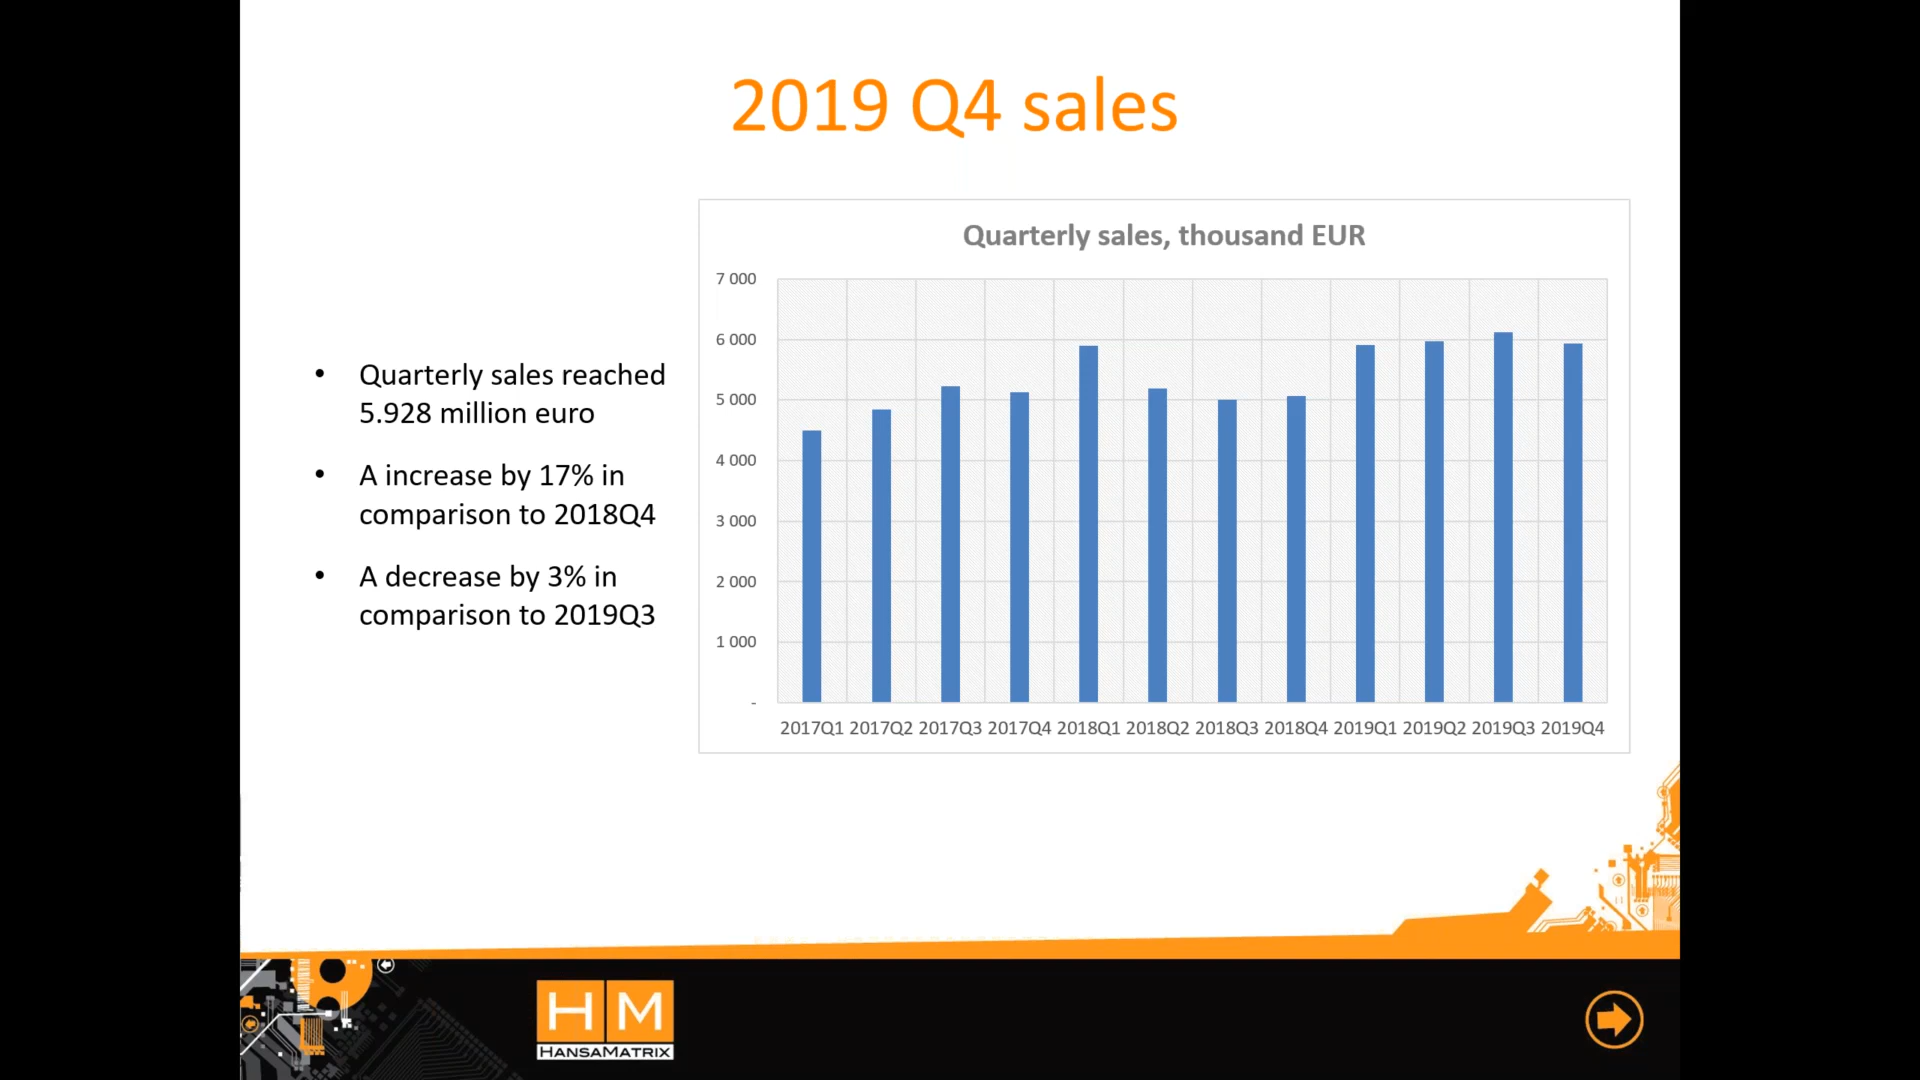 2019 Q4 sales
• Quarterly sales reached
5.928 million euro
• A increase by 17% in
comparison to 2018Q4
• A decrease by 3% in
comparison to 2019Q3
Quarterly sales, thousand EUR
7 000
6 000
5 000
4 000
3 000
2 000
1 000
-
2017Q1 2017Q2 2017Q3 2017Q4 2018Q1 2018Q2 2018Q3 2018Q4 2019Q1 2019Q2 2019Q3 2019Q4
HM
HANSAMATRIX